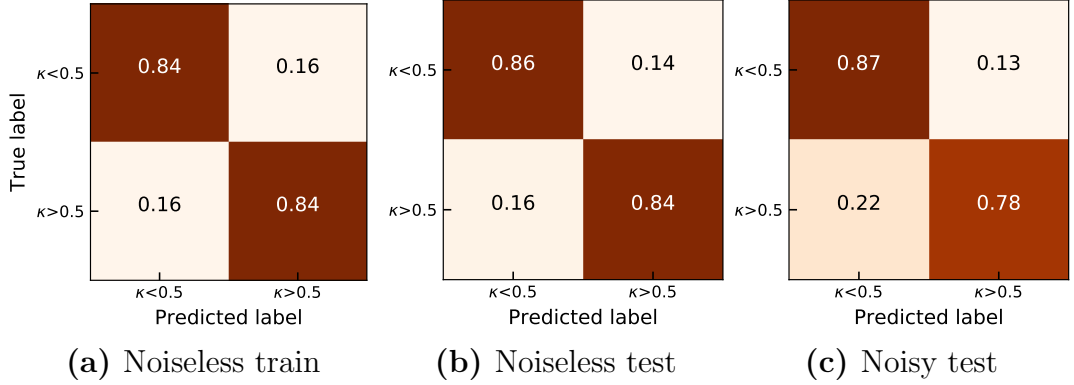 True label
κ<0.5
κ>0.5
0.84
0.16
0.16
0.84
κ<0.5
κ>0.5
Predicted label
(a) Noiseless train
κ<0.5
κ>0.5
0.86
0.14
0.16
0.84
κ<0.5
κ>0.5
Predicted label
(b) Noiseless test
κ<0.5
κ>0.5
0.87
0.13
0.22
0.78
κ<0.5
κ>0.5
Predicted label
(c) Noisy test